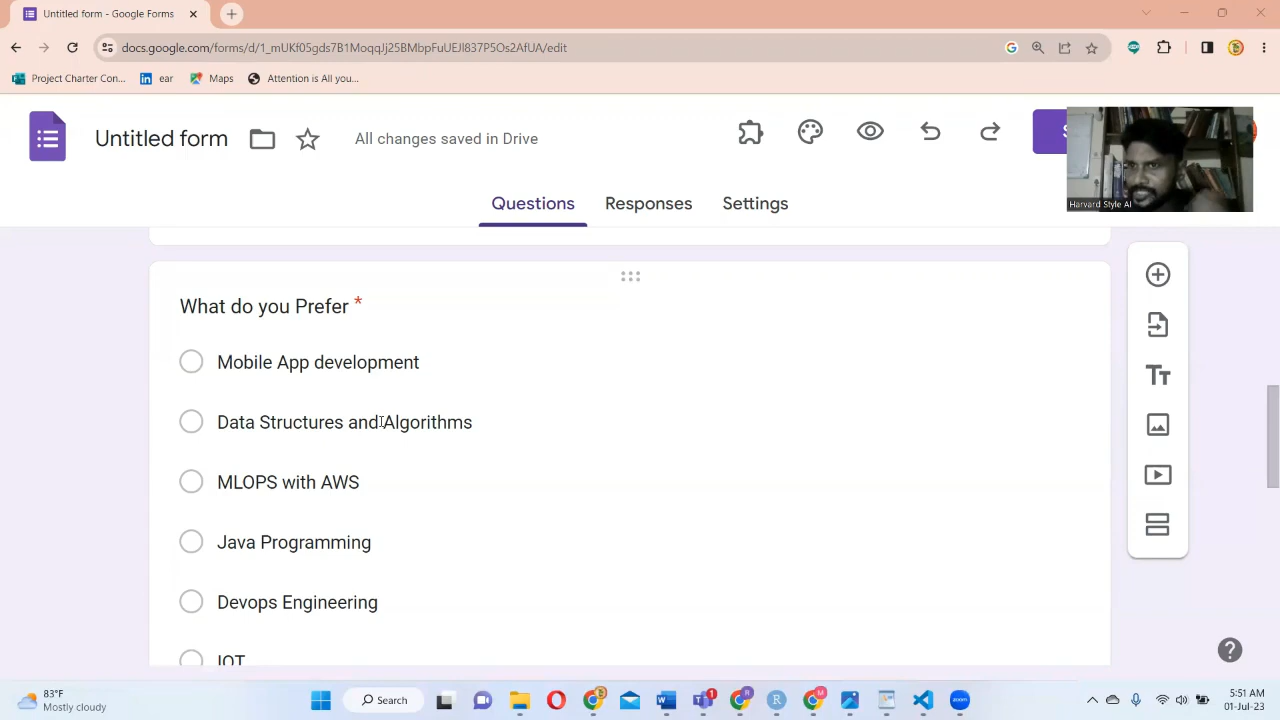 Untitled form - Google Forms
docs.google.com/forms/d/1_mUKf05gds7B1MoqqJj25BMbpFuUEJl837P5Os2AfUA/edit
Project Charter Con...
ear
Maps
Attention is All you...
Untitled form
All changes saved in Drive
Questions
Responses
Settings
Harvard Style AI
What do you Prefer *
Mobile App development
Data Structures and Algorithms
MLOPS with AWS
Java Programming
Devops Engineering
IOT
83°F
Mostly cloudy
Search
5:51 AM
01-Jul-23